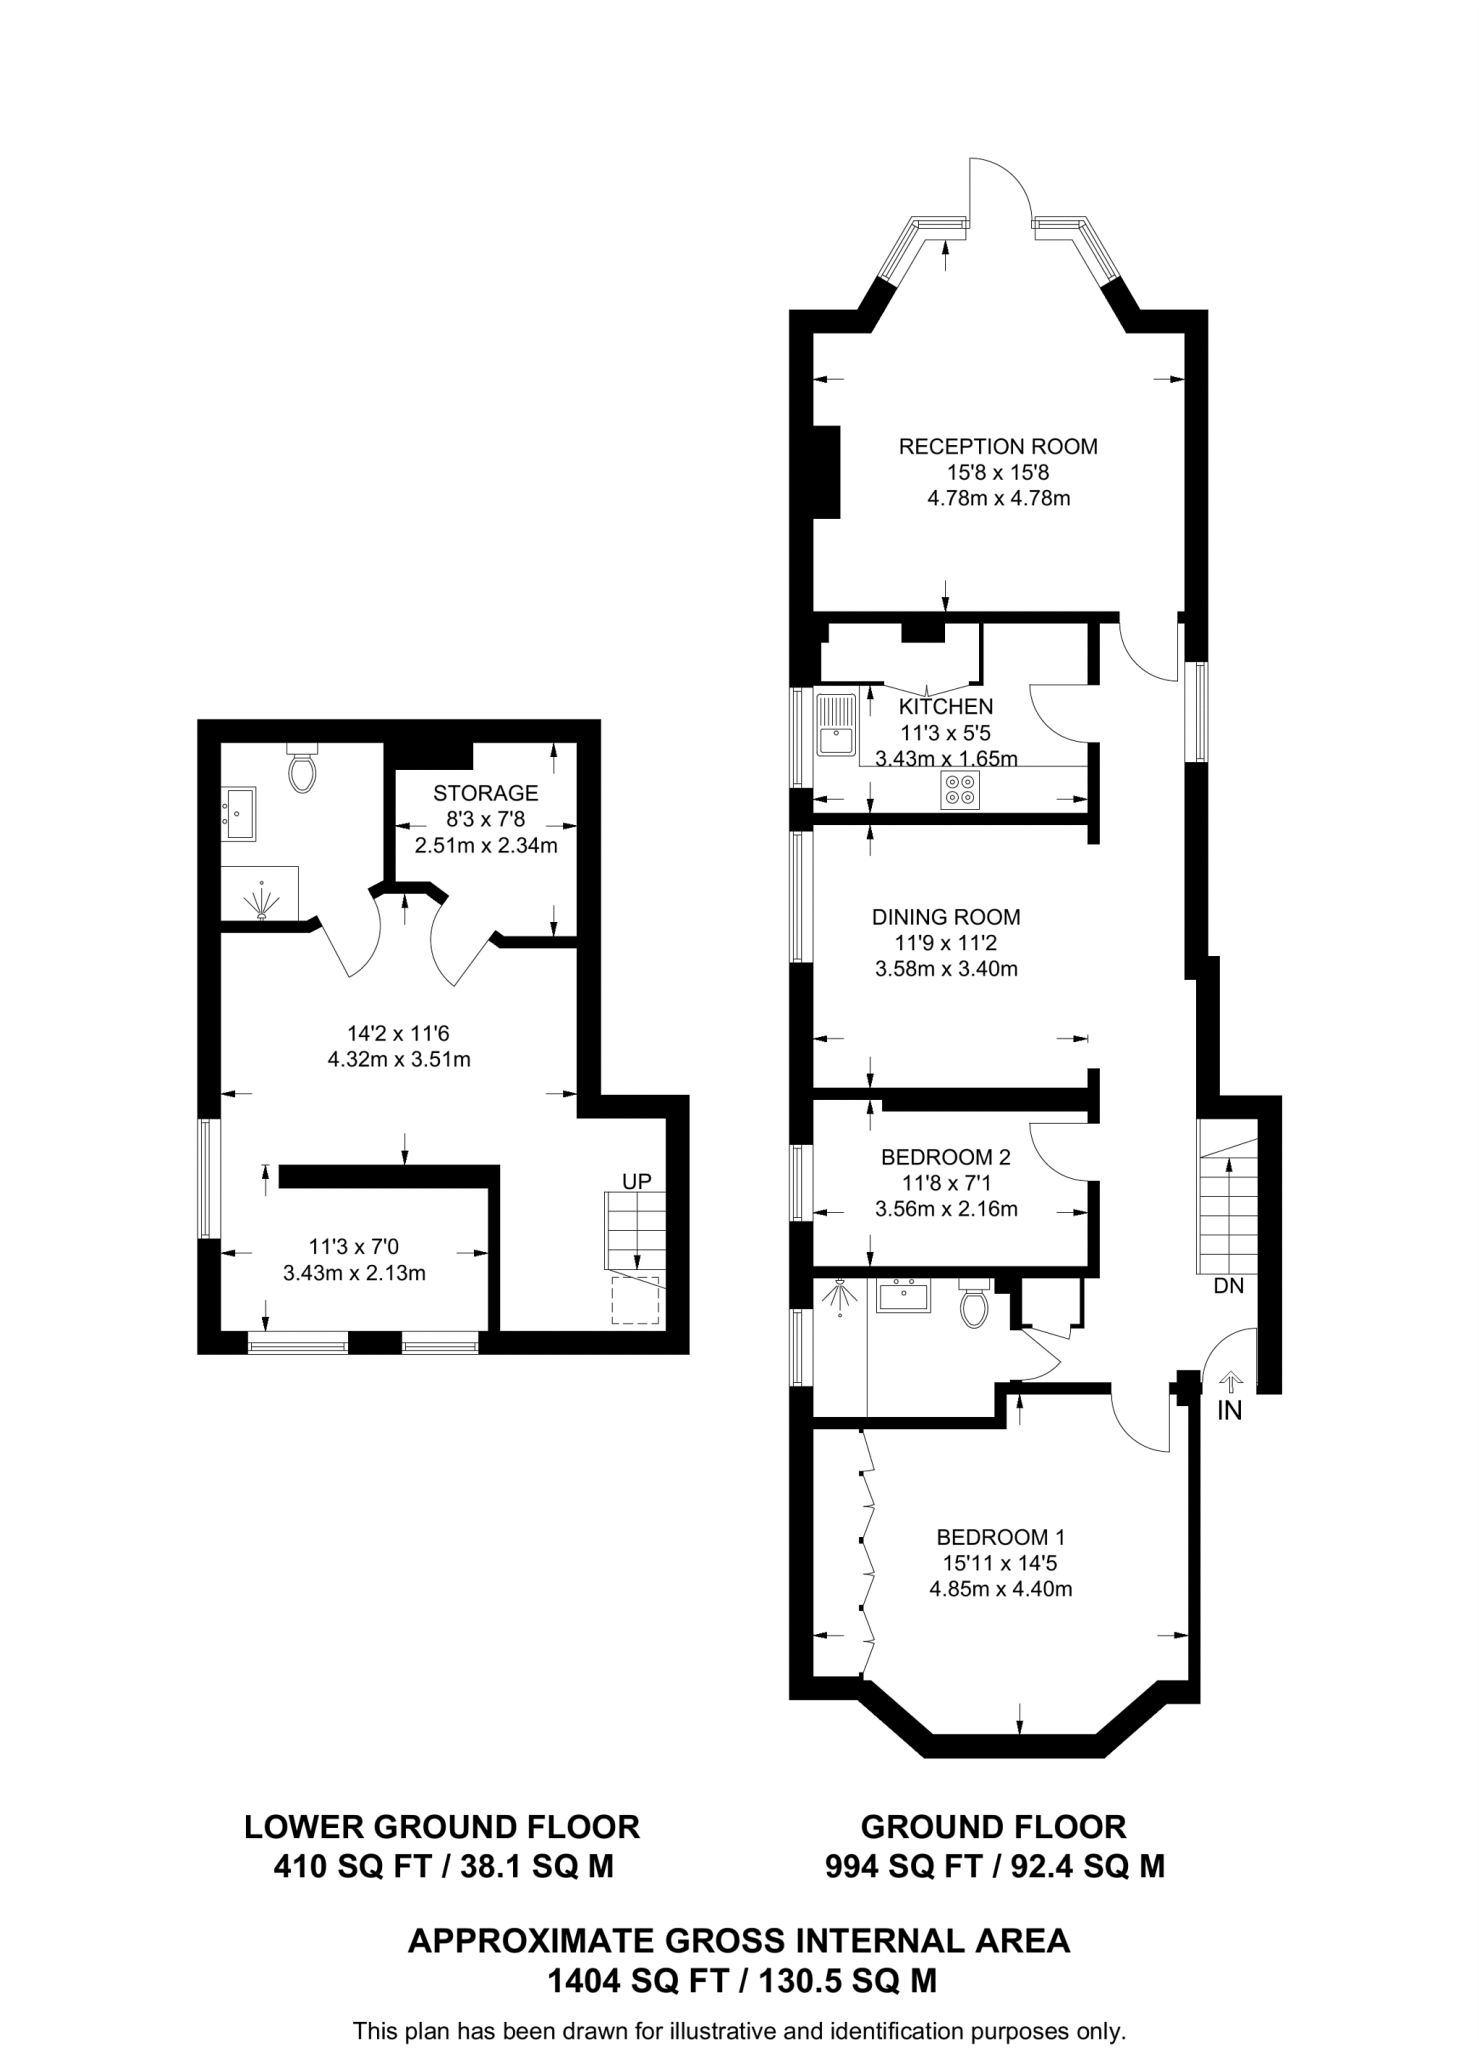 RECEPTION ROOM
15'8 x 15'8
4.78m x 4.78m
KITCHEN
11'3 x 5'5
3.43m x 1.65m
STORAGE
8'3 x 7'8
2.51m x 2.34m
DINING ROOM
11'9 x 11'2
3.58m x 3.40m
14'2 x 11'6
4.32m x 3.51m
BEDROOM 2
11'8 x 7'1
3.56m x 2.16m
UP
11'3 x 7'0
3.43m x 2.13m
DN
IN
BEDROOM 1
15'11 x 14'5
4.85m x 4.40m
LOWER GROUND FLOOR
410 SQ FT / 38.1 SQ M
GROUND FLOOR
994 SQ FT / 92.4 SQ M
APPROXIMATE GROSS INTERNAL AREA
1404 SQ FT / 130.5 SQ M
This plan has been drawn for illustrative and identification purposes only.